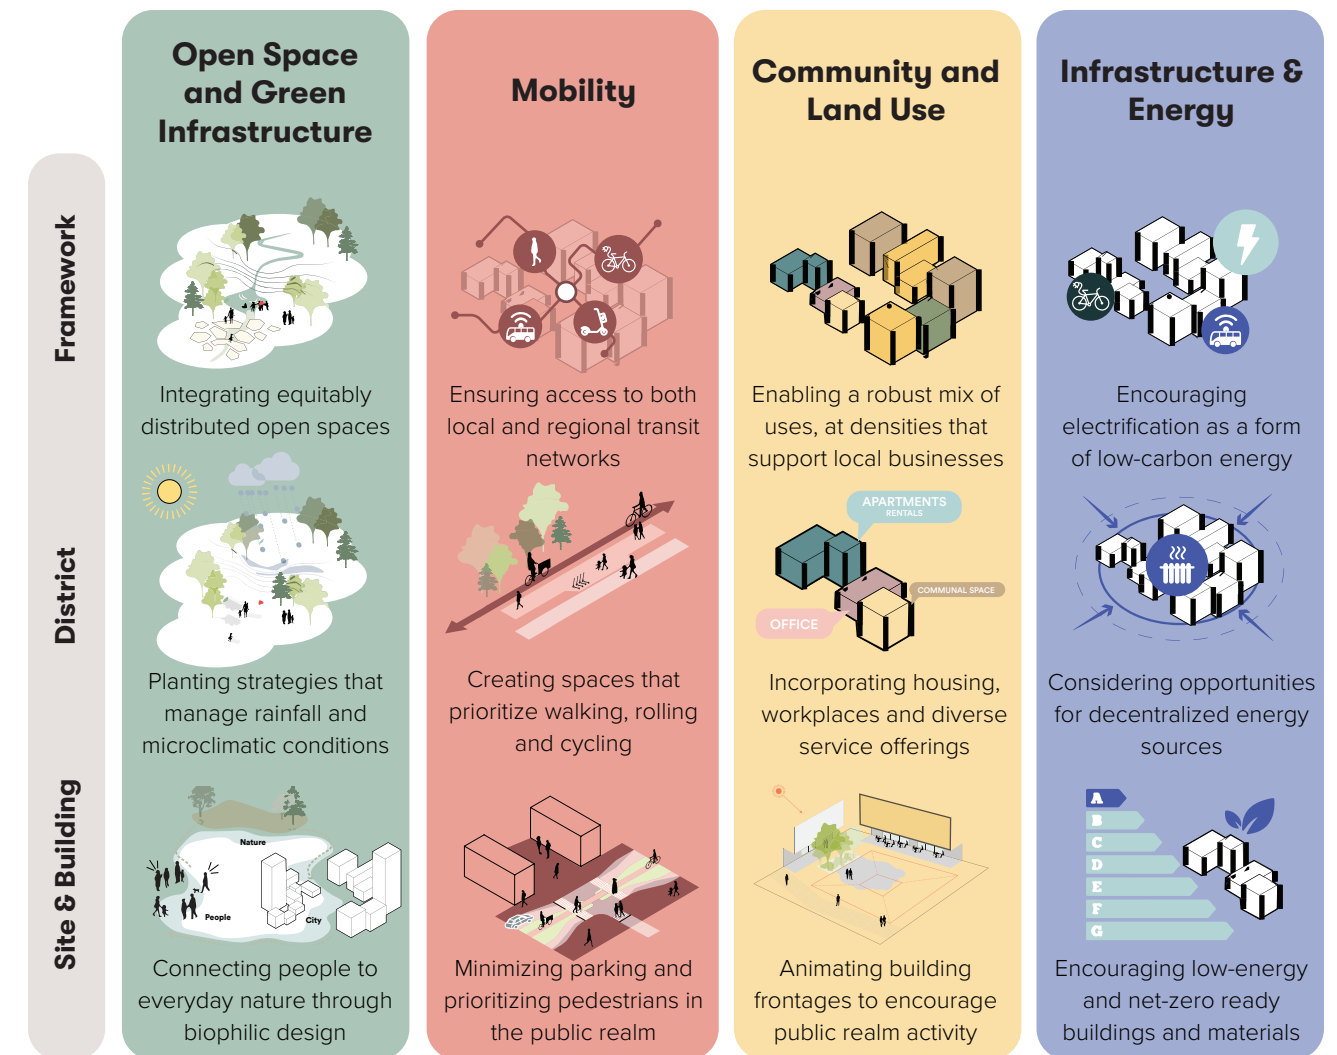 Open Space
and Green
Infrastructure
Mobility
Community and
Land Use
Infrastructure &
Energy
Framework
Integrating equitably
distributed open spaces
Ensuring access to both
local and regional transit
networks
Enabling a robust mix of
uses, at densities that
support local businesses
Encouraging
electrification as a form
of low-carbon energy
District
APARTMENTS
RENTALS
COMMUNAL SPACE
OFFICE
Planting strategies that
manage rainfall and
microclimatic conditions
Creating spaces that
prioritize walking, rolling
and cycling
Incorporating housing,
workplaces and diverse
service offerings
Considering opportunities
for decentralized energy
sources
Site & Building
Nature
People
City
A
B
C
D
E
F
G
Connecting people to
everyday nature through
biophilic design
Minimizing parking and
prioritizing pedestrians in
the public realm
Animating building
frontages to encourage
public realm activity
Encouraging low-energy
and net-zero ready
buildings and materials